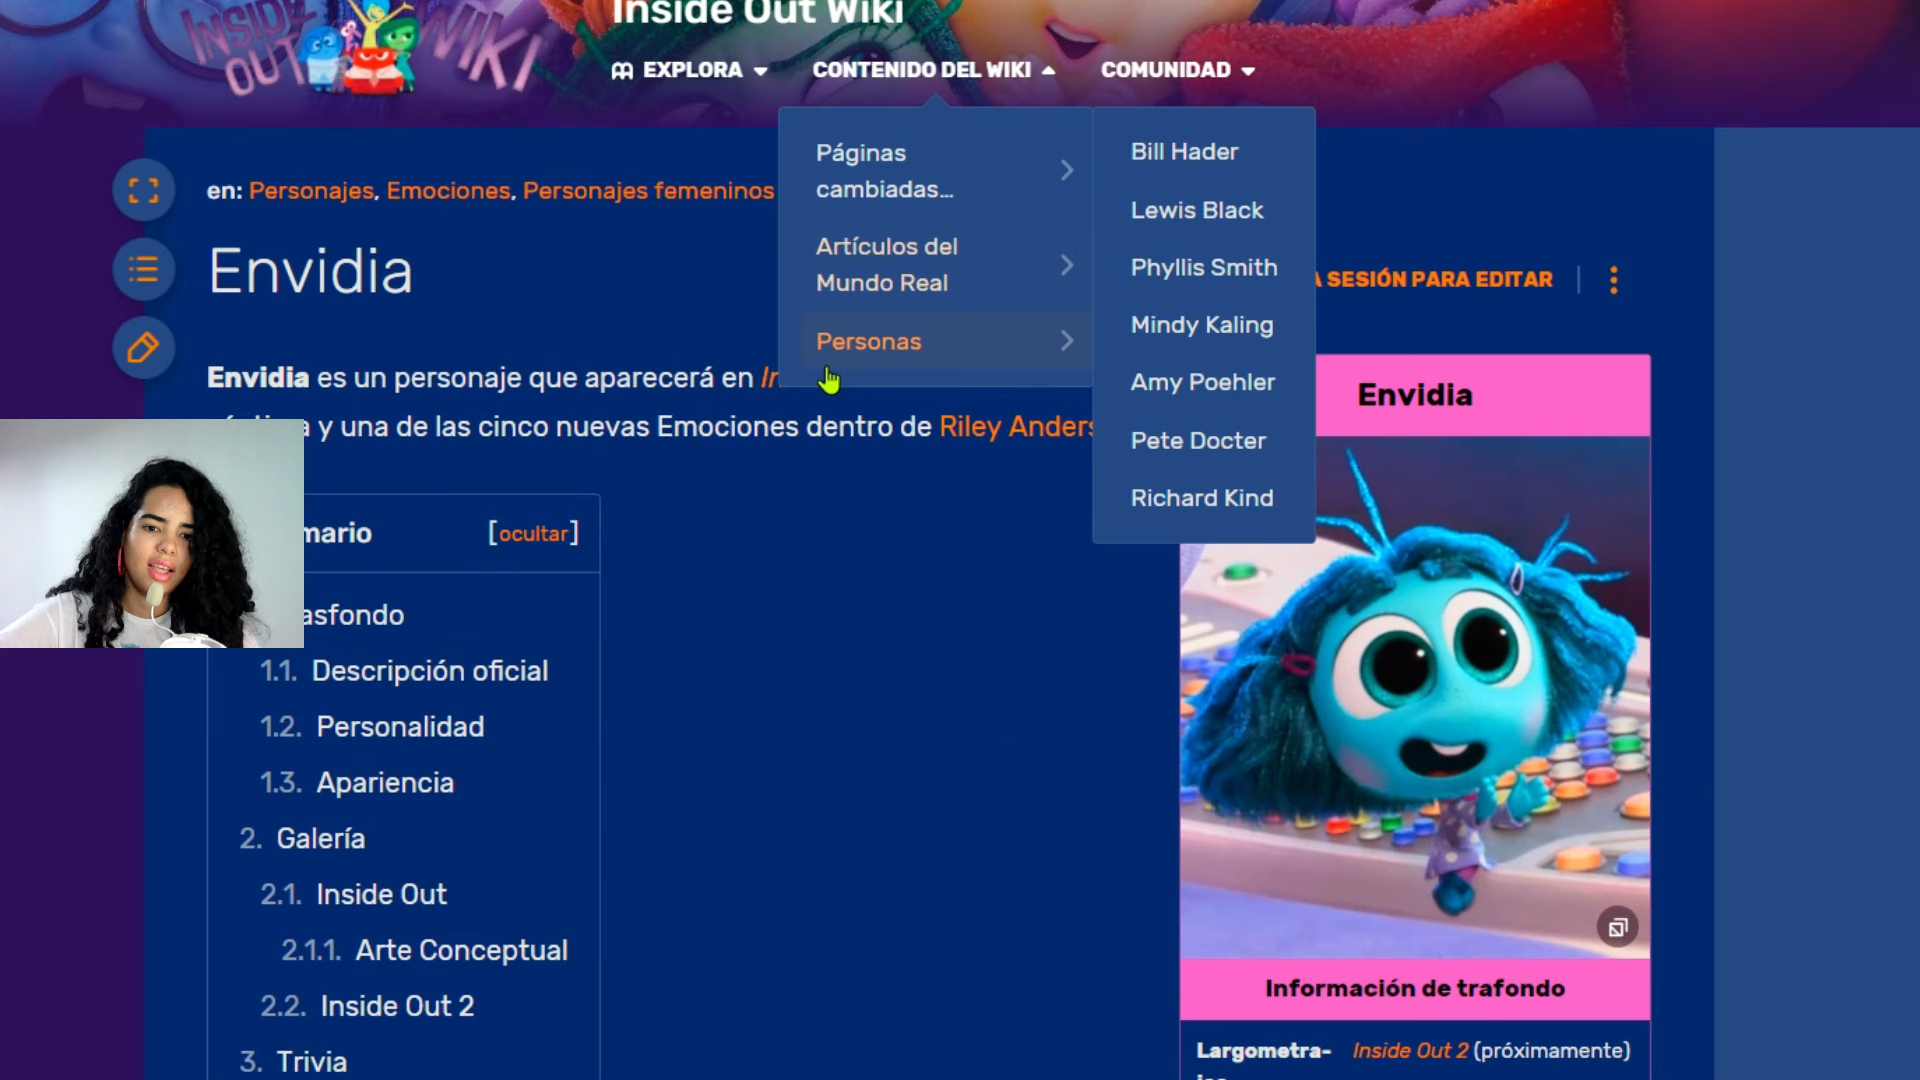 Inside Out Wiki
INSIDE OUT WIKI
EXPLORA
CONTENIDO DEL WIKI
COMUNIDAD
Páginas
cambiadas...
Artículos del
Mundo Real
Personas
Bill Hader
Lewis Black
Phyllis Smith
Mindy Kaling
Amy Poehler
Pete Docter
Richard Kind
en: Personajes, Emociones, Personajes femeninos
Envidia
SESIÓN PARA EDITAR
Envidia es un personaje que aparecerá en
y una de las cinco nuevas Emociones dentro de Riley Anders
mario [ocultar]
asfondo
1.1. Descripción oficial
1.2. Personalidad
1.3. Apariencia
2. Galería
2.1. Inside Out
2.1.1. Arte Conceptual
2.2. Inside Out 2
3. Trivia
Envidia
Información de trafondo
Largometra- Inside Out 2 (próximamente)